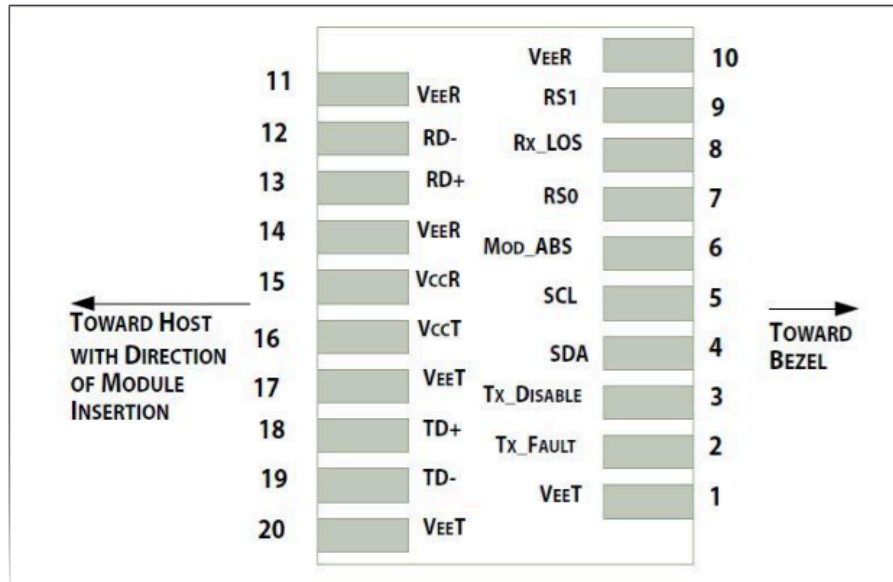 11 VEER
12 RD-
13 RD+
14 VEER
15 VCCR
16 VCCT
17 VEET
18 TD+
19 TD-
20 VEET
VEER 10
RS1 9
RX_LOS 8
RS0 7
MOD_ABS 6
SCL 5
SDA 4
TX_DISABLE 3
TX_FAULT 2
VEET 1
TOWARD HOST
WITH DIRECTION
OF MODULE
INSERTION
TOWARD
BEZEL